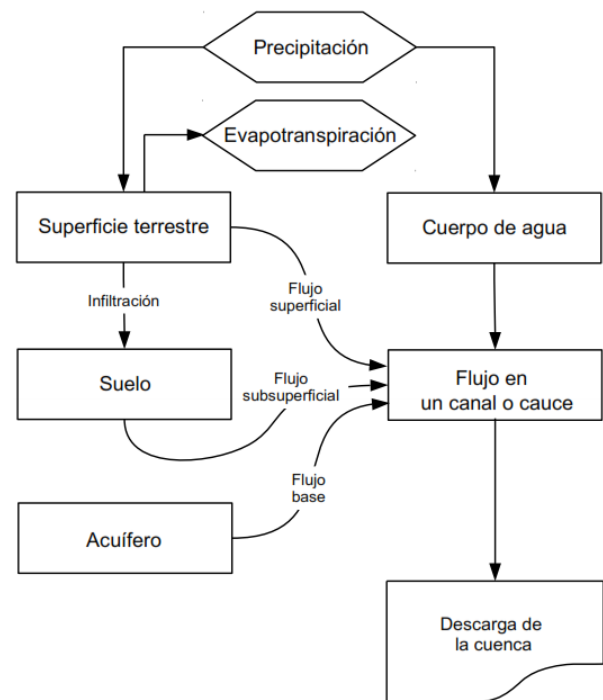 Precipitación
Evapotranspiración
Superficie terrestre
Cuerpo de agua
Infiltración
Flujo
superficial
Suelo
Flujo
subsuperficial
Flujo en
un canal o cauce
Flujo
base
Acuífero
Descarga de
la cuenca